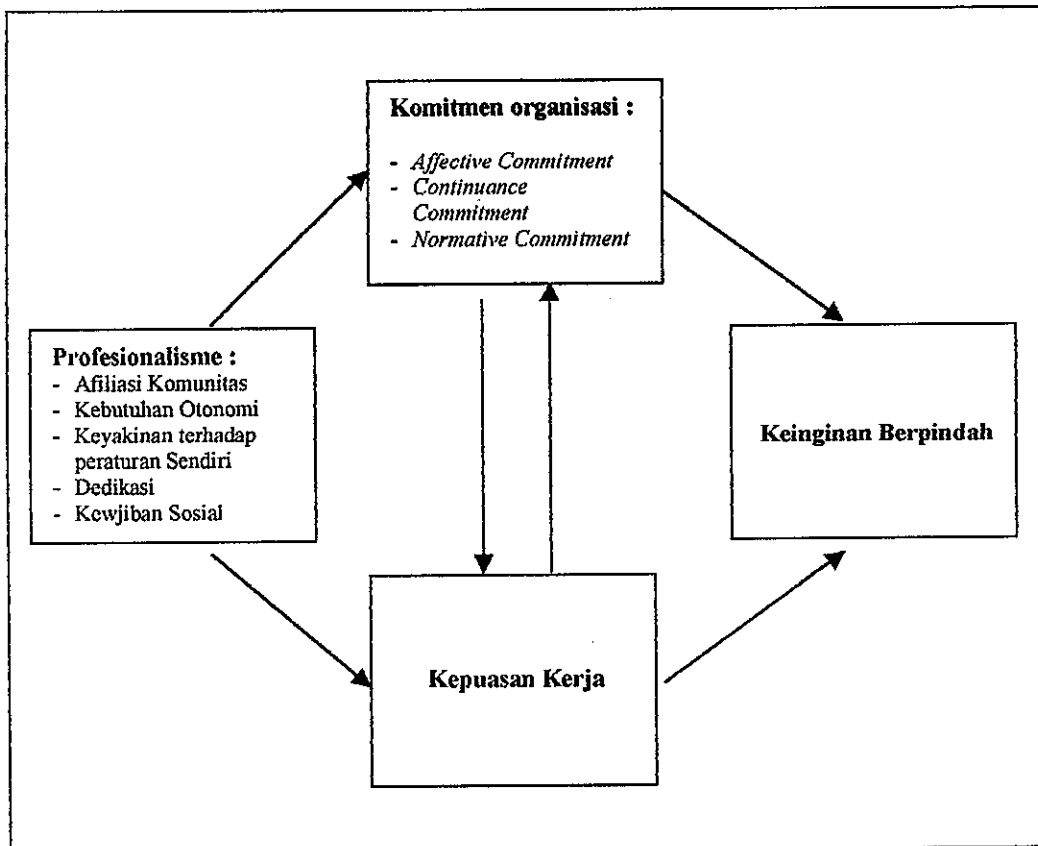 Komitmen organisasi :
- Affective Commitment
- Continuance
Commitment
- Normative Commitment
Profesionalisme :
- Afiliasi Komunitas
- Kebutuhan Otonomi
- Keyakinan terhadap
peraturan Sendiri
- Dedikasi
- Kewjiban Sosial
Keinginan Berpindah
Kepuasan Kerja